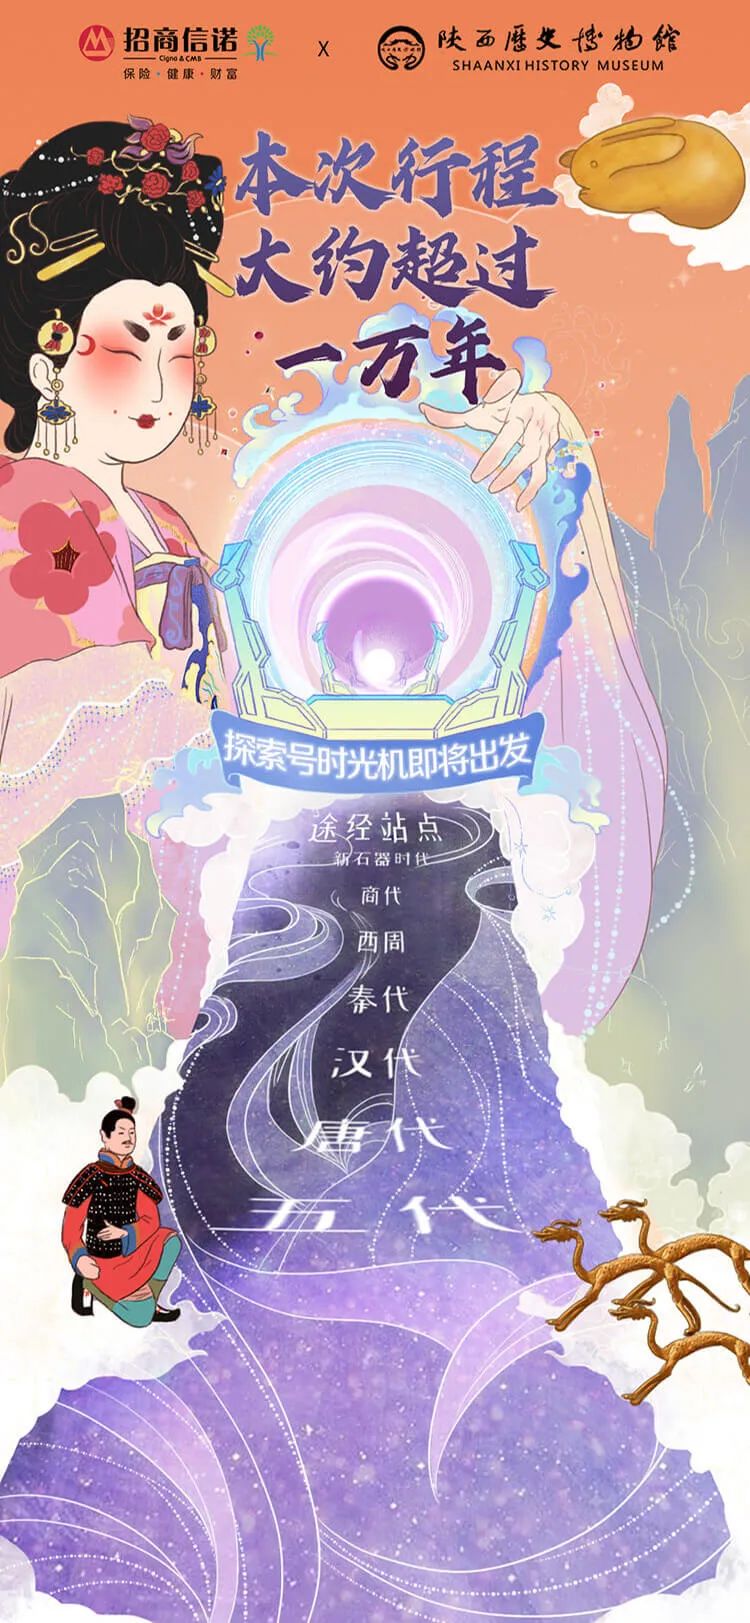 招商信诺
Cigna & CMB
保险·健康·财富
X
陕西历史博物馆
SHAANXI HISTORY MUSEUM
本次行程
大约超过
一万年
探索号时光机即将出发
途经站点
新石器时代
商代
西周
秦代
汉代
唐代
五代